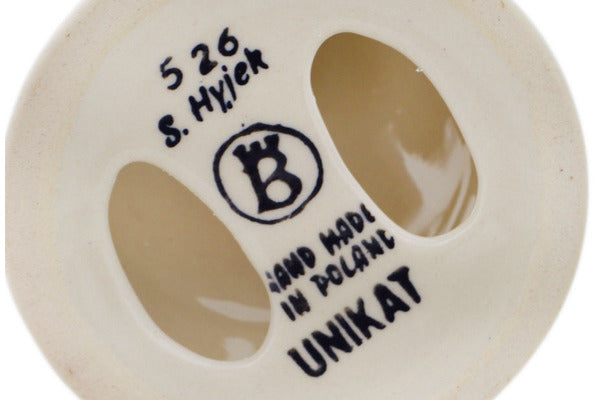 526
S. Hyjek
B
HAND MADE
IN POLAND
UNIKAT